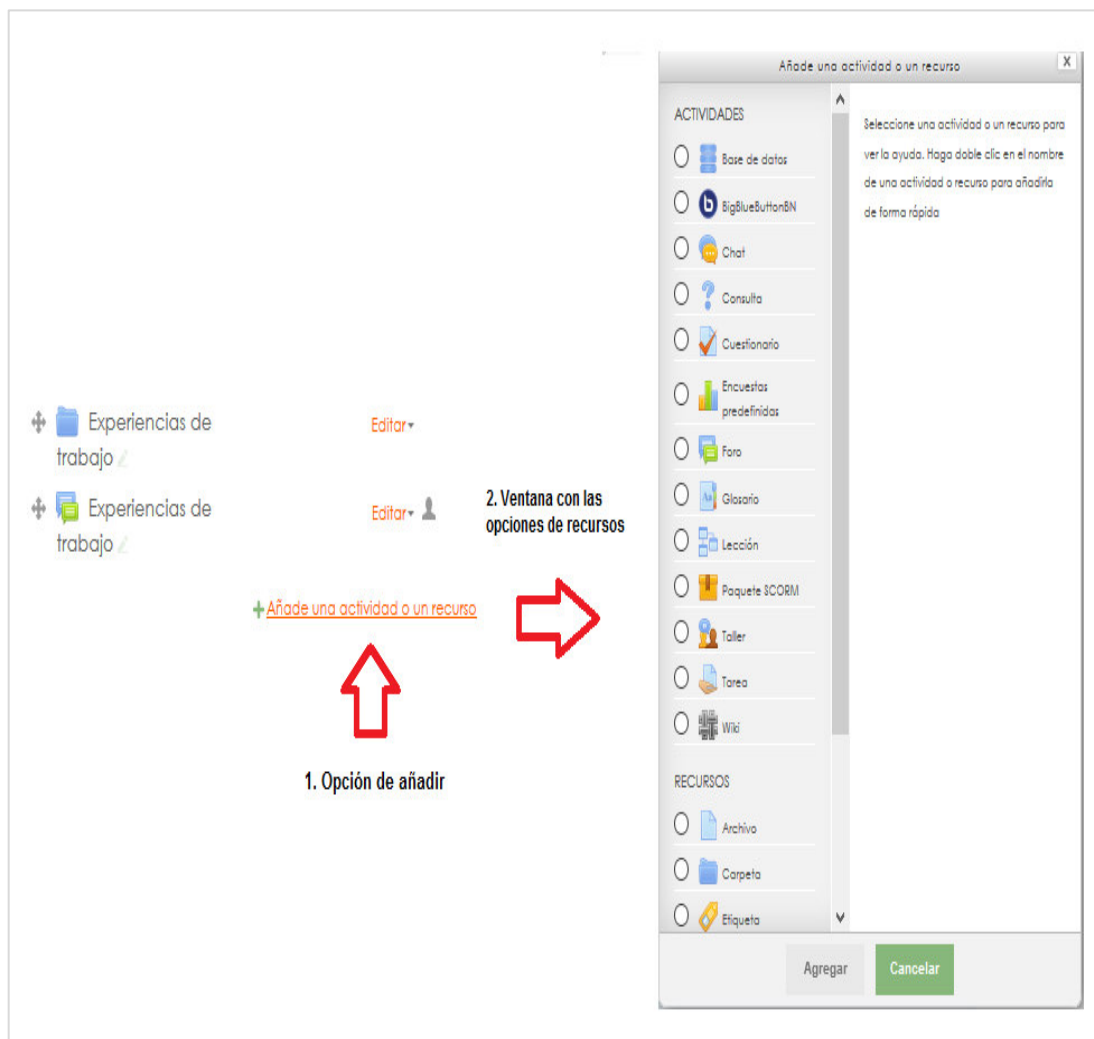 Experiencias de
trabajo
Editar
Experiencias de
trabajo
Editar
Añade una actividad o un recurso
1. Opción de añadir
2. Ventana con las
opciones de recursos
Añade una actividad o un recurso
X
ACTIVIDADES
Base de datos
BigBlueButtonBN
Chat
Consulta
Cuestionario
Encuestas
predefinidas
Foro
Glosario
Lección
Paquete SCORM
Taller
Tarea
Wiki
RECURSOS
Archivo
Carpeta
Etiqueta
Seleccione una actividad o un recurso para
ver la ayuda. Haga doble clic en el nombre
de una actividad o recurso para añadirla
de forma rápida
Agregar
Cancelar